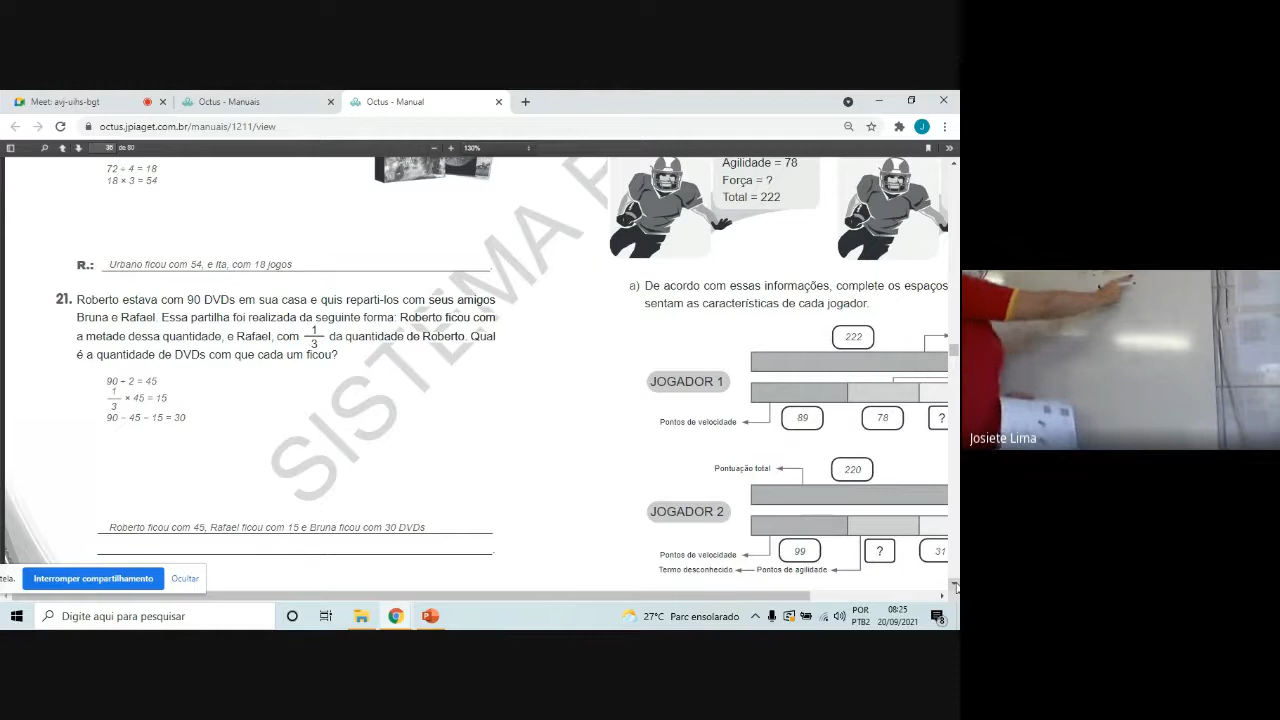 Meet: avj-uihs-bgt
Octus - Manuais
Octus - Manual
octus.jpiaget.com.br/manuais/1211/view
36 de 80
130%
72 ÷ 4 = 18
18 × 3 = 54
R.: Urbano ficou com 54, e Ita, com 18 jogos
21. Roberto estava com 90 DVDs em sua casa e quis reparti-los com seus amigos
Bruna e Rafael. Essa partilha foi realizada da seguinte forma: Roberto ficou com
a metade dessa quantidade, e Rafael, com 1/3 da quantidade de Roberto. Qual
é a quantidade de DVDs com que cada um ficou?
90 ÷ 2 = 45
1/3 × 45 = 15
90 − 45 − 15 = 30
Roberto ficou com 45, Rafael ficou com 15 e Bruna ficou com 30 DVDs
SISTEMA
Agilidade = 78
Força = ?
Total = 222
a) De acordo com essas informações, complete os espaços
sentam as características de cada jogador.
222
JOGADOR 1
Pontos de velocidade
89
78
?
Pontuação total
220
JOGADOR 2
Pontos de velocidade
99
?
31
Termo desconhecido
Pontos de agilidade
tela.
Interromper compartilhamento
Ocultar
Digite aqui para pesquisar
27°C Parc ensolarado
POR
PTB2
08:25
20/09/2021
8
J
Josiete Lima